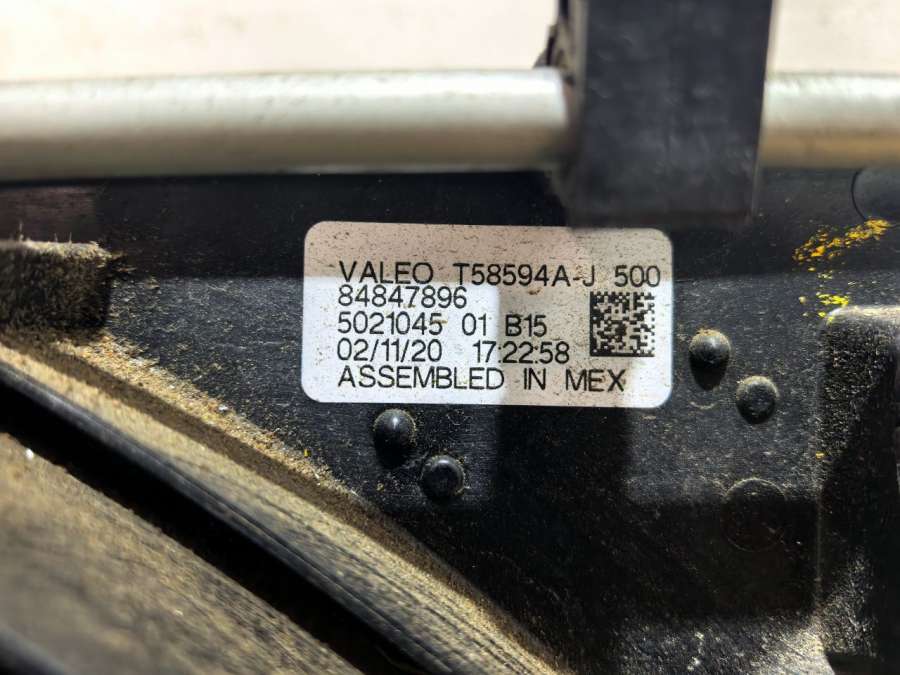 VALEO T58594A-J 500
84847896
5021045 01 B15
02/11/20 17:22:58
ASSEMBLED IN MEX